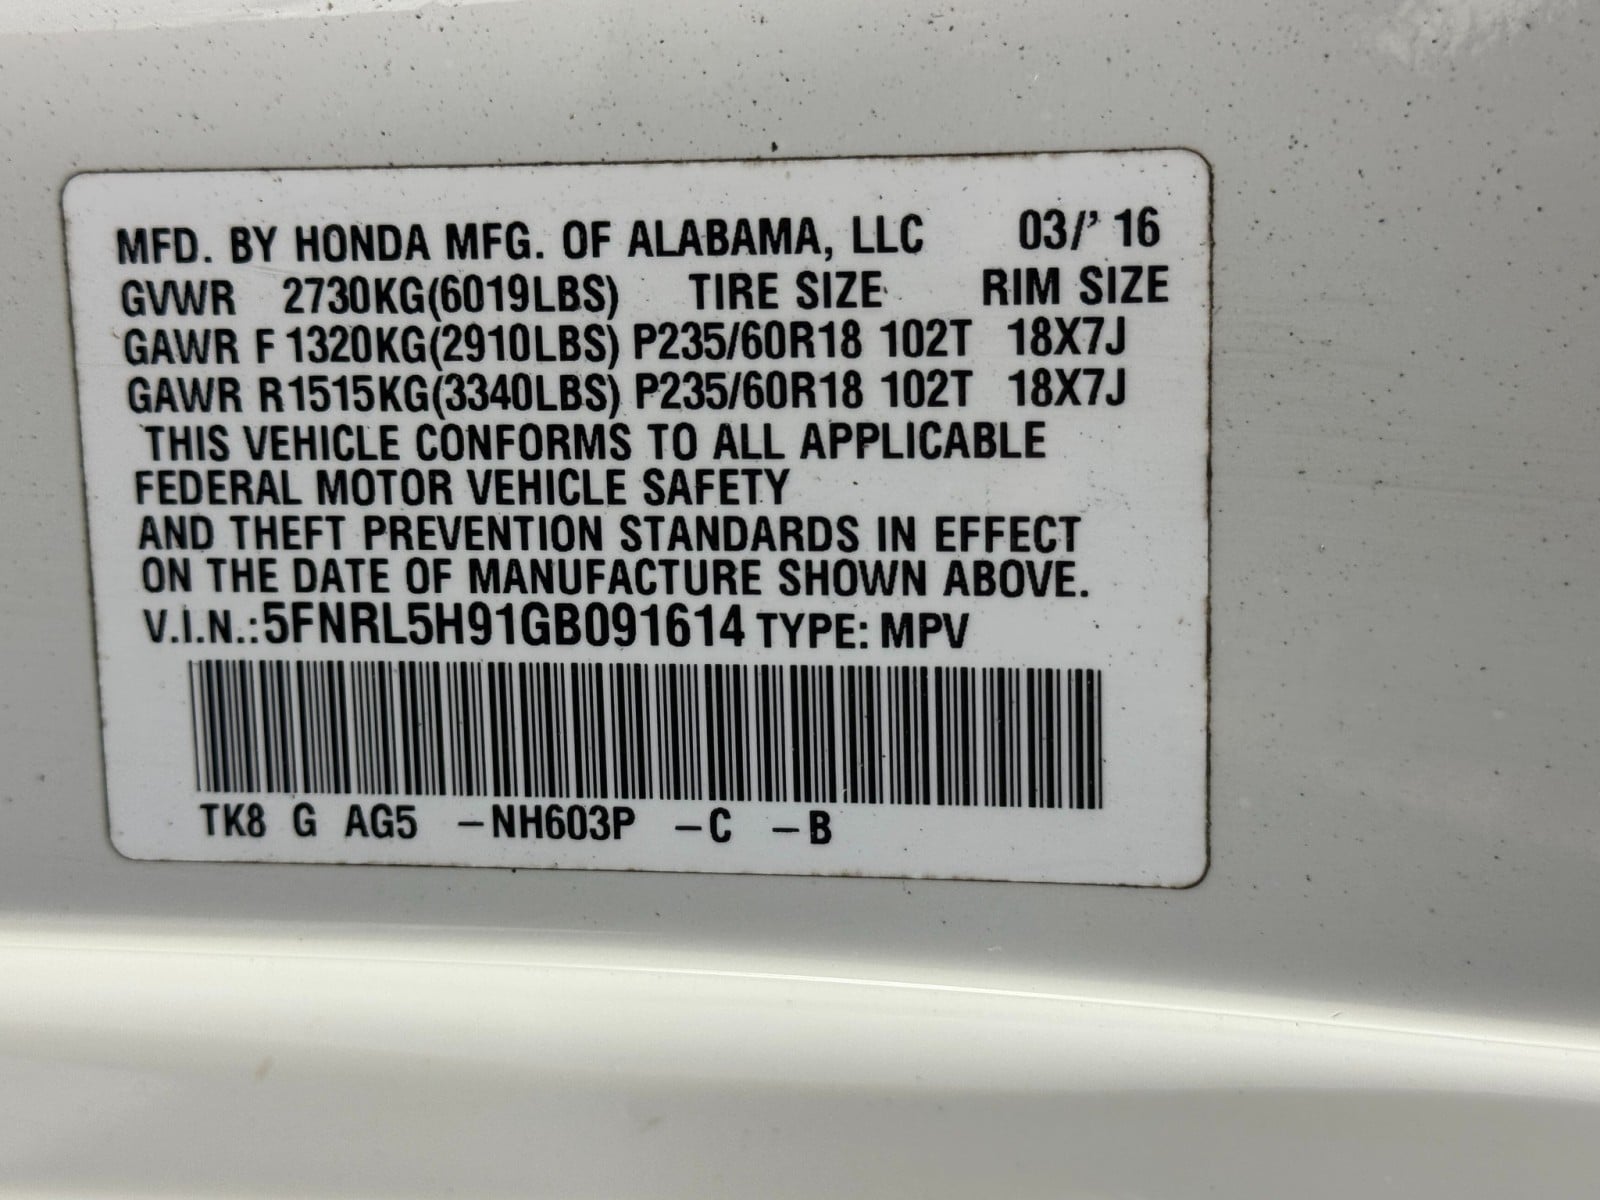 MFD. BY HONDA MFG. OF ALABAMA, LLC 03/' 16
GVWR 2730KG(6019LBS) TIRE SIZE RIM SIZE
GAWR F 1320KG(2910LBS) P235/60R18 102T 18X7J
GAWR R1515KG(3340LBS) P235/60R18 102T 18X7J
THIS VEHICLE CONFORMS TO ALL APPLICABLE
FEDERAL MOTOR VEHICLE SAFETY
AND THEFT PREVENTION STANDARDS IN EFFECT
ON THE DATE OF MANUFACTURE SHOWN ABOVE.
V.I.N.:5FNRL5H91GB091614 TYPE: MPV
TK8 G AG5 –NH603P –C –B